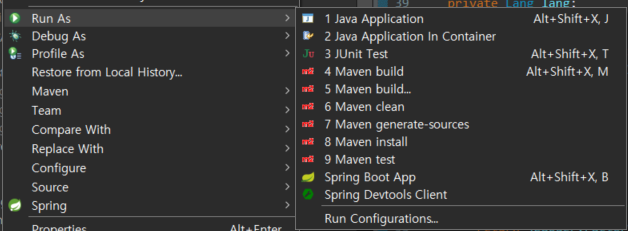 39 private Lang lang;
Run As
Debug As
Profile As
Restore from Local History...
Maven
Team
Compare With
Replace With
Configure
Source
Spring
Properties Alt+Enter
1 Java Application Alt+Shift+X, J
2 Java Application In Container
3 JUnit Test Alt+Shift+X, T
4 Maven build Alt+Shift+X, M
5 Maven build...
6 Maven clean
7 Maven generate-sources
8 Maven install
9 Maven test
Spring Boot App Alt+Shift+X, B
Spring Devtools Client
Run Configurations...